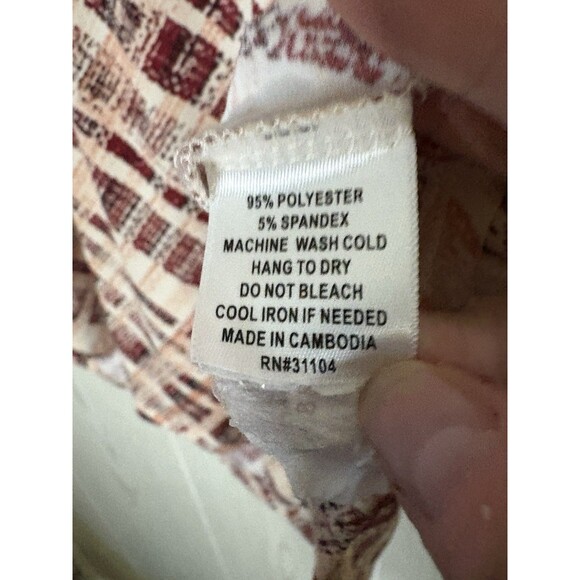 95% POLYESTER
5% SPANDEX
MACHINE WASH COLD
HANG TO DRY
DO NOT BLEACH
COOL IRON IF NEEDED
MADE IN CAMBODIA
RN#31104